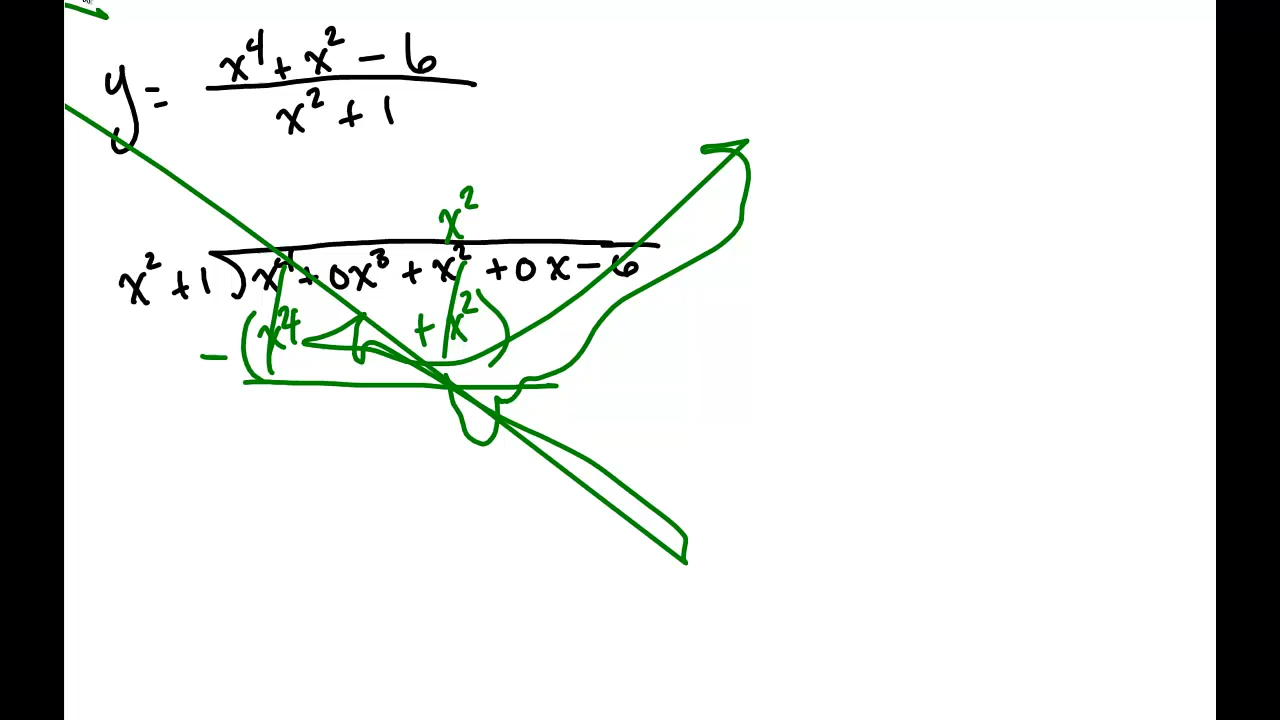 y = x⁴ + x² - 6 / x² + 1
x²
x² + 1 ) x⁴ + 0x³ + x² + 0x - 6
- ( x⁴ + x² )